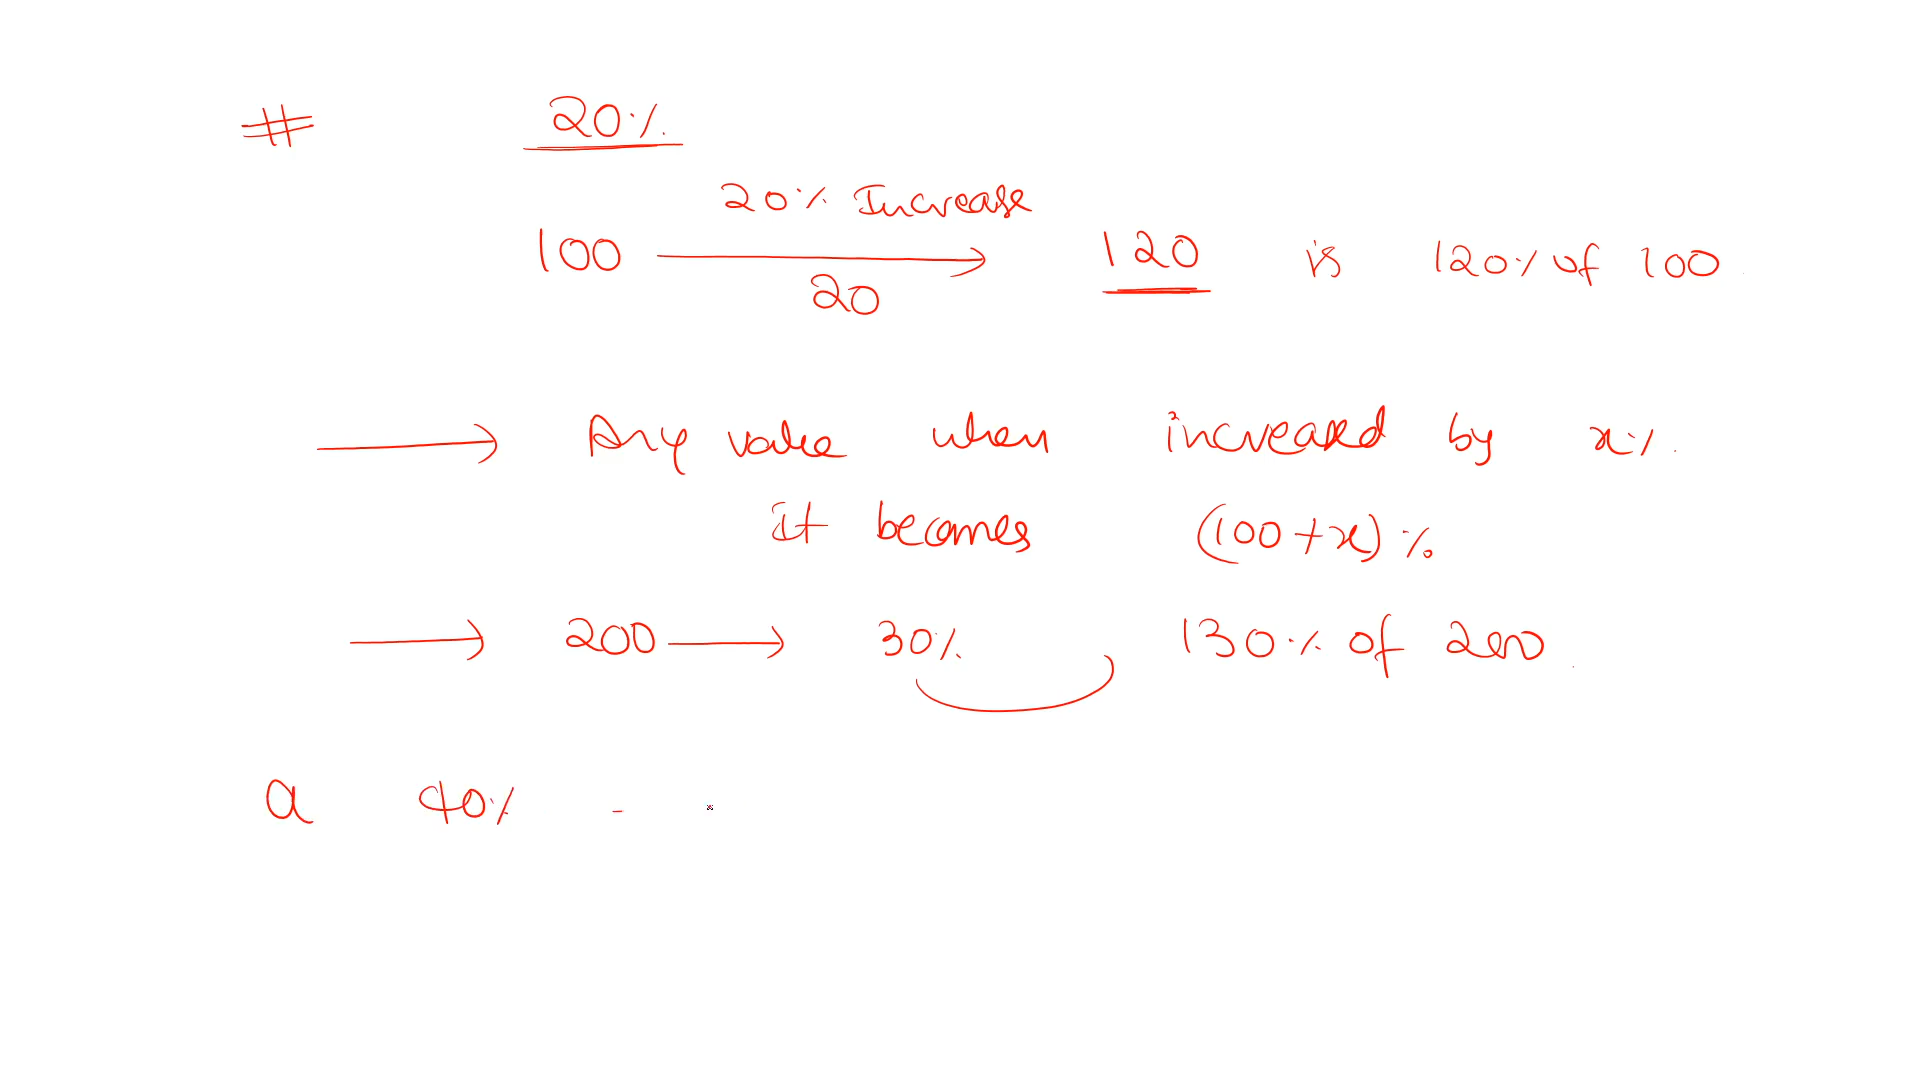 # 20%
20% Increase
100 ⟶ 120 is 120% of 100
20
⟶ Any value when increased by x%.
It becomes (100+x)%
⟶ 200 ⟶ 30% 130% of 200
a 40% -